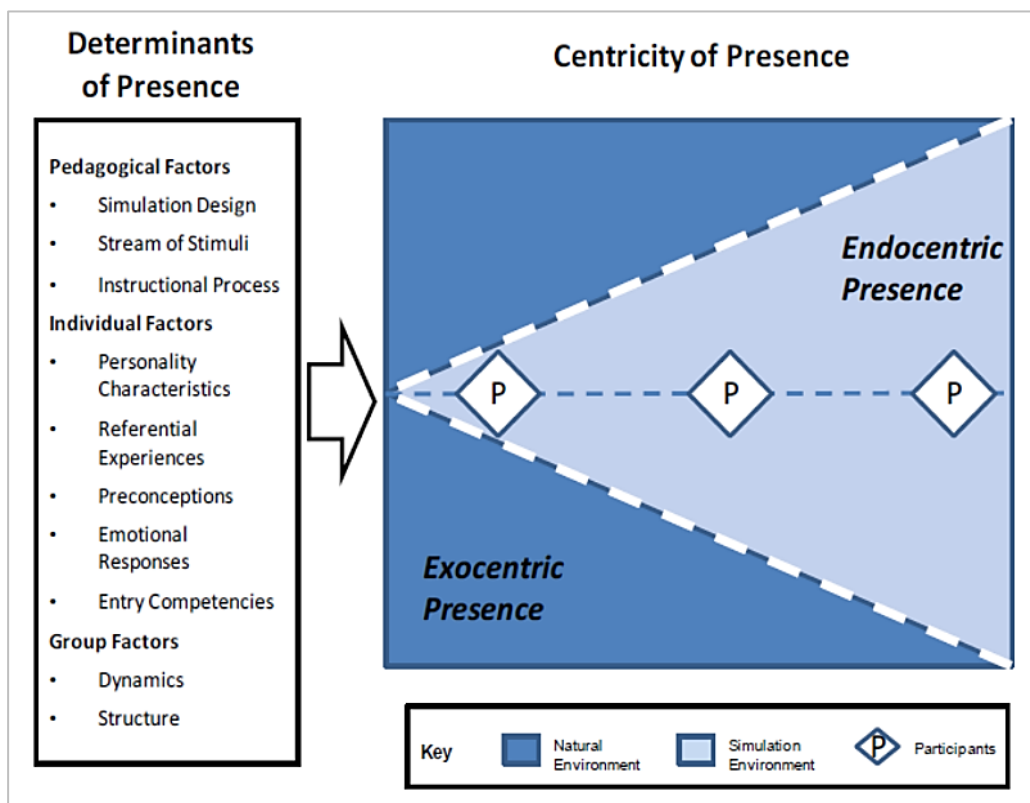 Determinants
of Presence
Centricity of Presence
Pedagogical Factors
• Simulation Design
• Stream of Stimuli
• Instructional Process
Individual Factors
• Personality
Characteristics
• Referential
Experiences
• Preconceptions
• Emotional
Responses
• Entry Competencies
Group Factors
• Dynamics
• Structure
Endocentric
Presence
P
P
P
Exocentric
Presence
Key
Natural
Environment
Simulation
Environment
P
Participants